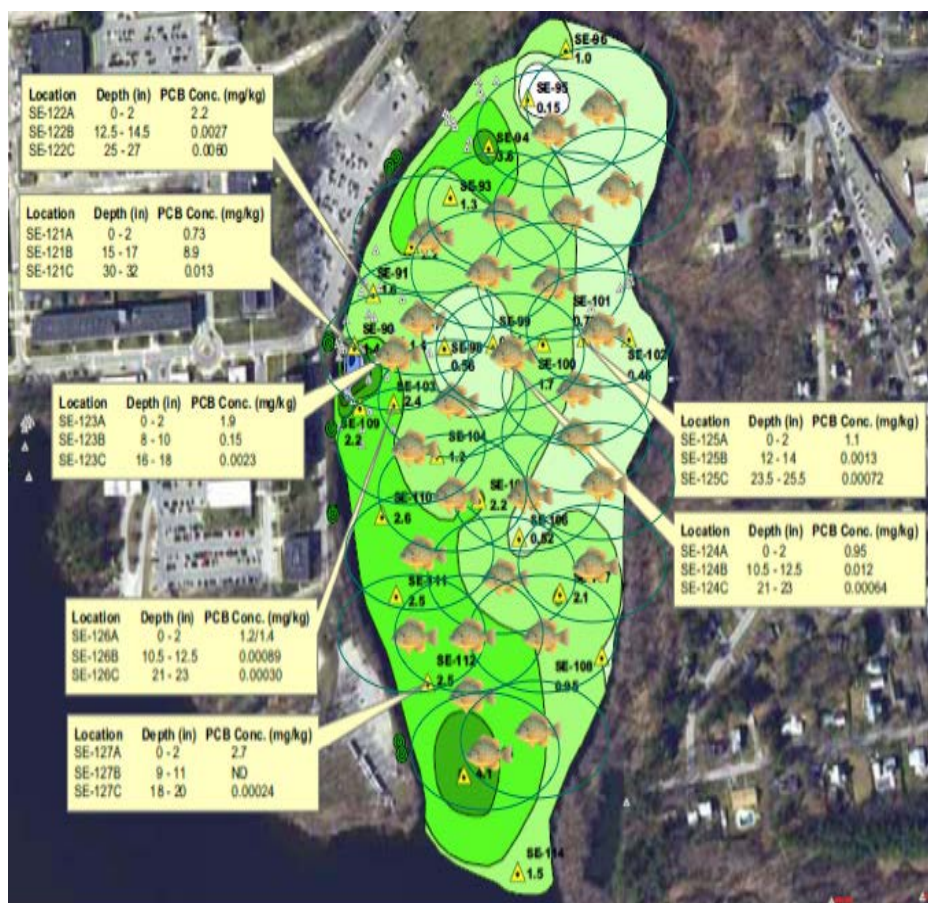 Location Depth (in) PCB Conc. (mg/kg)
SE-122A 0 - 2 2.2
SE-122B 12.5 - 14.5 0.0027
SE-122C 25 - 27 0.0060
Location Depth (in) PCB Conc. (mg/kg)
SE-121A 0 - 2 0.73
SE-121B 15 - 17 8.9
SE-121C 30 - 32 0.013
Location Depth (in) PCB Conc. (mg/kg)
SE-123A 0 - 2 1.9
SE-123B 8 - 10 0.15
SE-123C 16 - 18 0.0023
Location Depth (in) PCB Conc. (mg/kg)
SE-126A 0 - 2 1.2/1.4
SE-126B 10.5 - 12.5 0.00089
SE-126C 21 - 23 0.00030
Location Depth (in) PCB Conc. (mg/kg)
SE-127A 0 - 2 2.7
SE-127B 9 - 11 ND
SE-127C 18 - 20 0.00024
SE-96
1.0
SE-95
0.15
SE-94
3.6
SE-93
1.3
SE-91
1.6
SE-90
SE-98
0.56
SE-99
SE-100
1.7
SE-101
SE-102
0.46
SE-103
2.4
SE-109
2.2
SE-104
1.2
SE-110
2.6
2.2
SE-106
0.52
SE-111
2.5
2.1
SE-112
2.5
SE-108
0.95
4.1
SE-114
1.5
Location Depth (in) PCB Conc. (mg/kg)
SE-125A 0 - 2 1.1
SE-125B 12 - 14 0.0013
SE-125C 23.5 - 25.5 0.00072
Location Depth (in) PCB Conc. (mg/kg)
SE-124A 0 - 2 0.95
SE-124B 10.5 - 12.5 0.012
SE-124C 21 - 23 0.00064